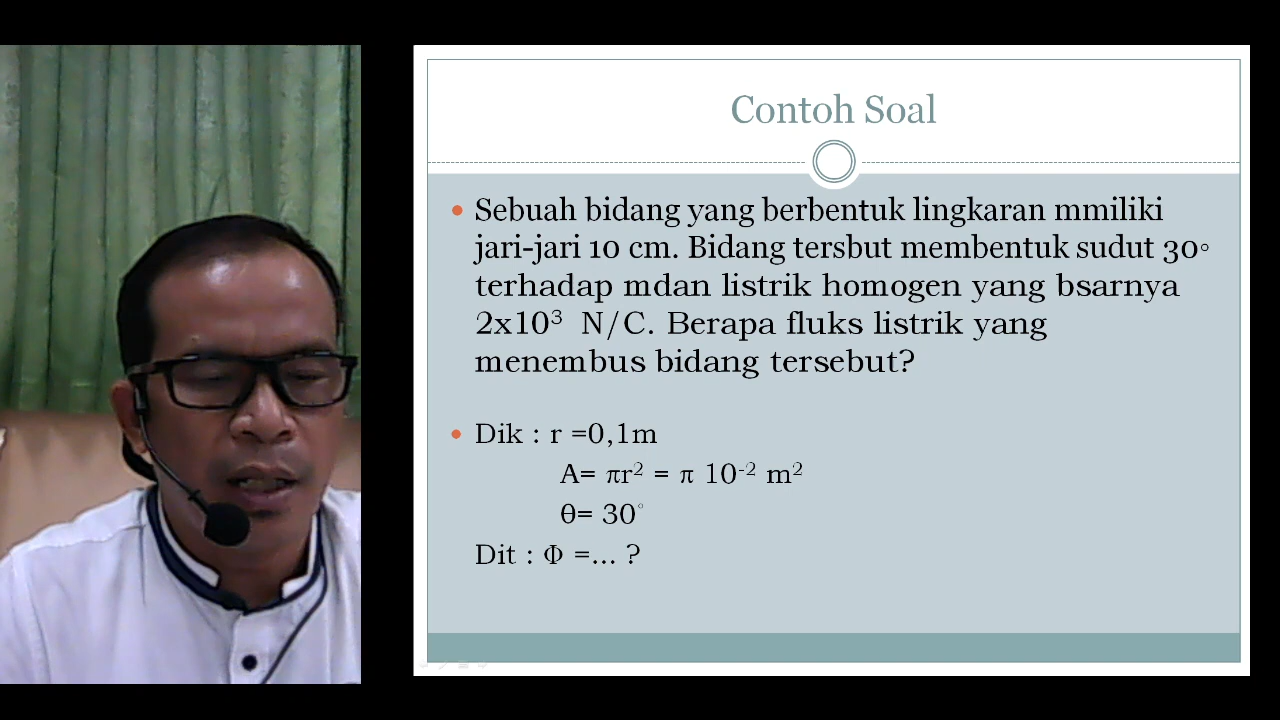 Contoh Soal
• Sebuah bidang yang berbentuk lingkaran mmiliki
jari-jari 10 cm. Bidang tersbut membentuk sudut 30◦
terhadap mdan listrik homogen yang bsarnya
2x10³ N/C. Berapa fluks listrik yang
menembus bidang tersebut?
• Dik : r =0,1m
A= πr² = π 10⁻² m²
θ= 30◦
Dit : Φ =... ?